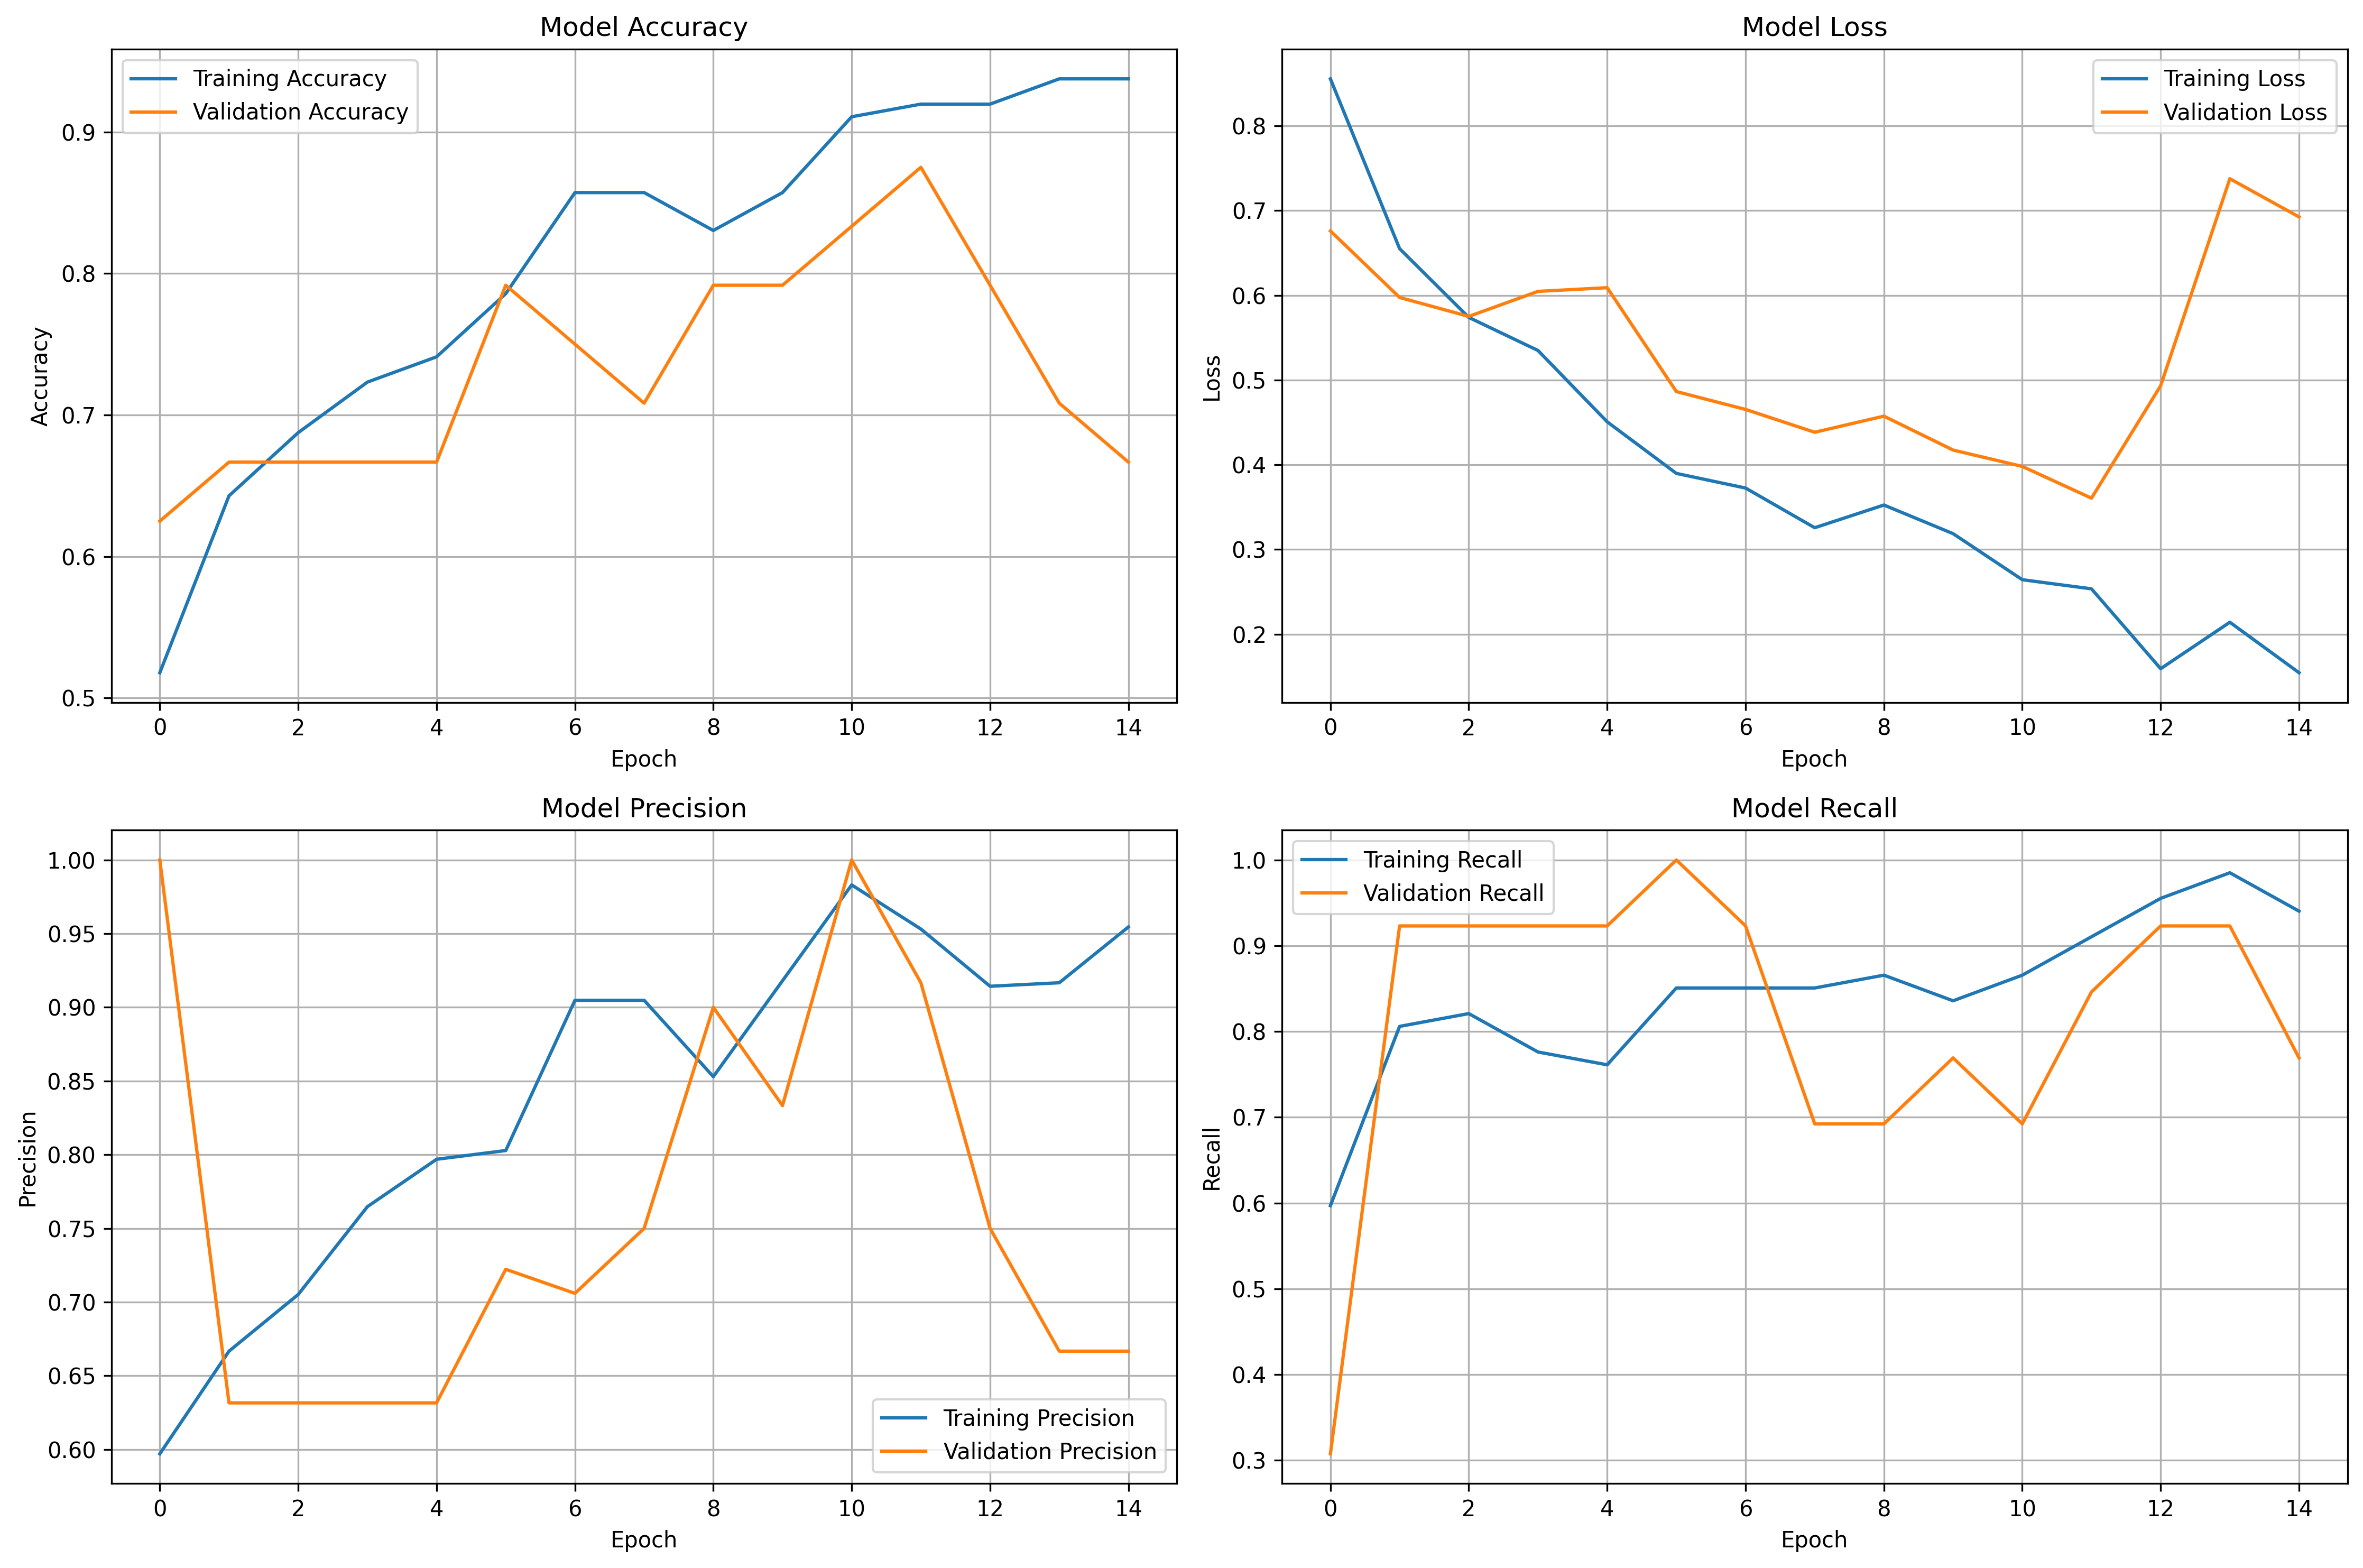 Model Accuracy
Training Accuracy
Validation Accuracy
Accuracy
0.9
0.8
0.7
0.6
0.5
0 2 4 6 8 10 12 14
Epoch
Model Loss
Training Loss
Validation Loss
Loss
0.8
0.7
0.6
0.5
0.4
0.3
0.2
0 2 4 6 8 10 12 14
Epoch
Model Precision
Precision
1.00
0.95
0.90
0.85
0.80
0.75
0.70
0.65
0.60
Training Precision
Validation Precision
0 2 4 6 8 10 12 14
Epoch
Model Recall
Training Recall
Validation Recall
Recall
1.0
0.9
0.8
0.7
0.6
0.5
0.4
0.3
0 2 4 6 8 10 12 14
Epoch